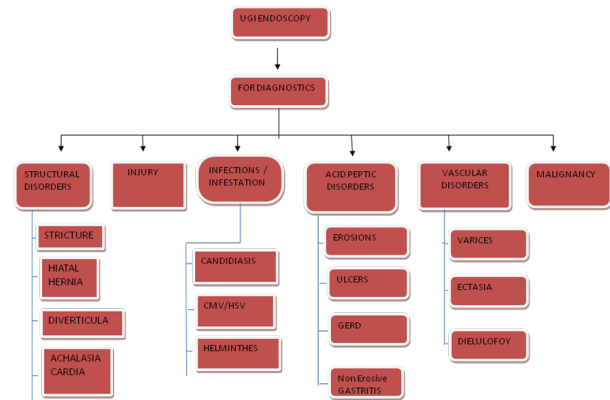 UGI ENDOSCOPY
FOR DIAGNOSTICS
STRUCTURAL
DISORDERS
INJURY
INFECTIONS /
INFESTATION
ACID PEPTIC
DISORDERS
VASCULAR
DISORDERS
MALIGNANCY
STRICTURE
HIATAL
HERNIA
DIVERTICULA
ACHALASIA
CARDIA
CANDIDIASIS
CMV/HSV
HELMINTHES
EROSIONS
ULCERS
GERD
Non Erosive
GASTRITIS
VARICES
ECTASIA
DIELULOFOY